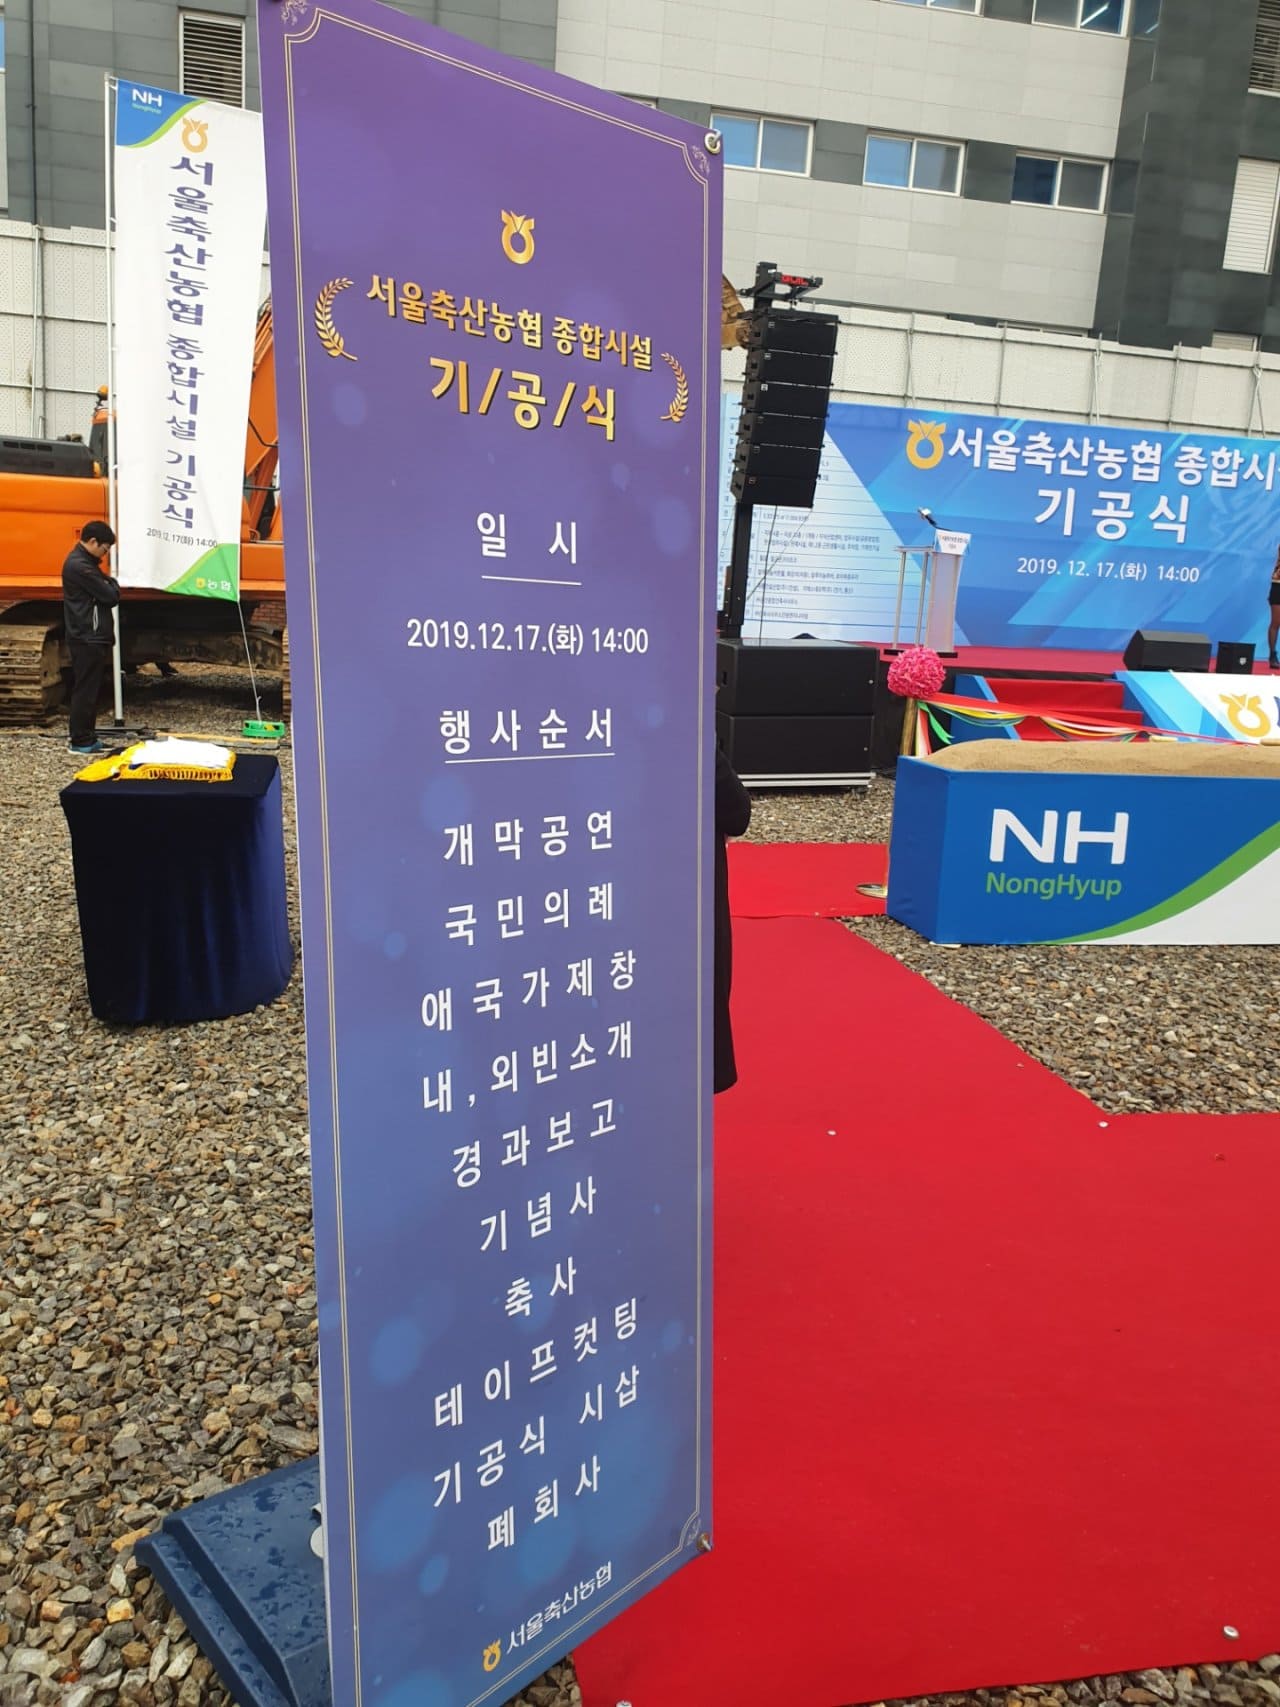 NH
NongHyup
서울축산농협 종합시설 기공식
2019. 12. 17(화) 14:00
농협
서울축산농협 종합시설
기/공/식
일 시
2019.12.17.(화) 14:00
행사순서
개막공연
국민의례
애국가제창
내,외빈소개
경과보고
기념사
축사
테이프컷팅
기공식 시삽
폐회사
서울축산농협
서울축산농협 종합시
기공식
2019. 12. 17.(화) 14:00
NH
NongHyup